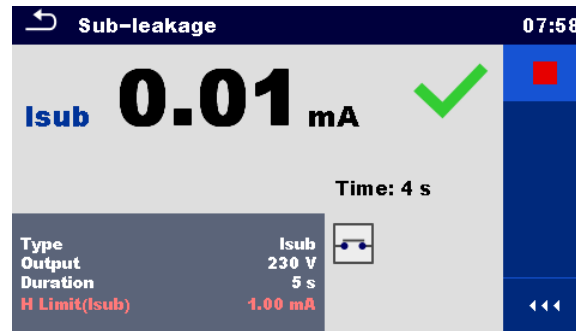 Sub-leakage 07:58
Isub 0.01 mA
Time: 4 s
Type Isub
Output 230 V
Duration 5 s
H Limit(Isub) 1.00 mA